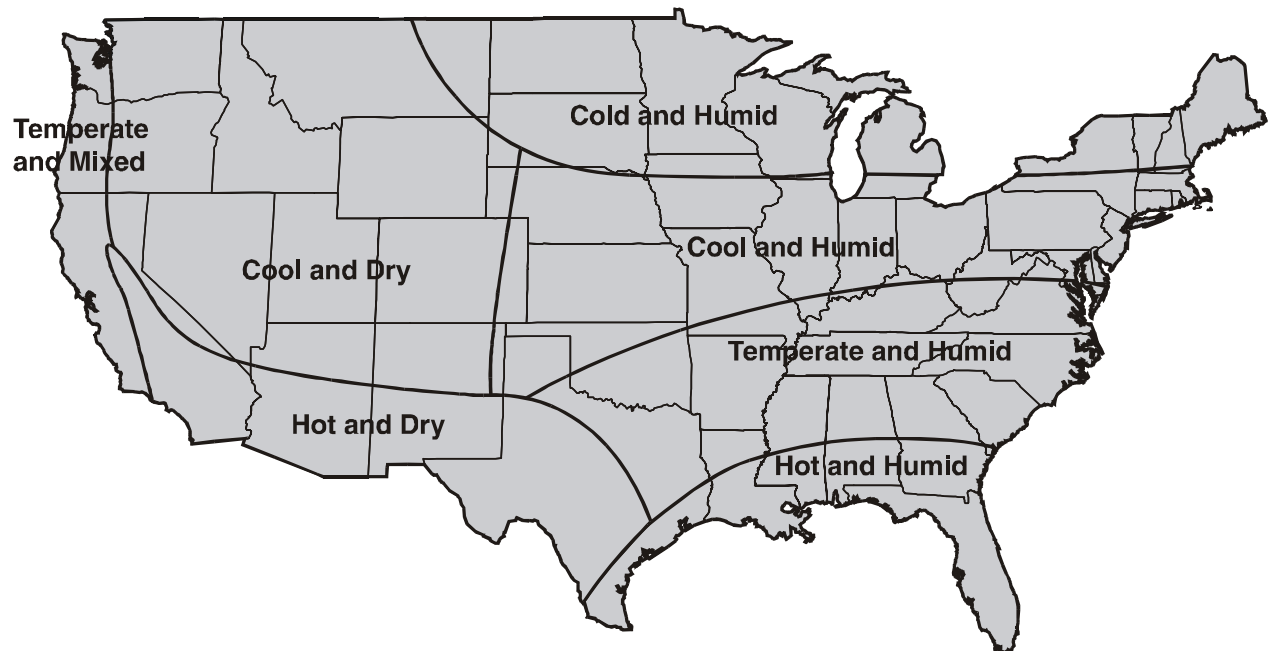 Cold and Humid
Temperate
and Mixed
Cool and Humid
Cool and Dry
Temperate and Humid
Hot and Dry
Hot and Humid